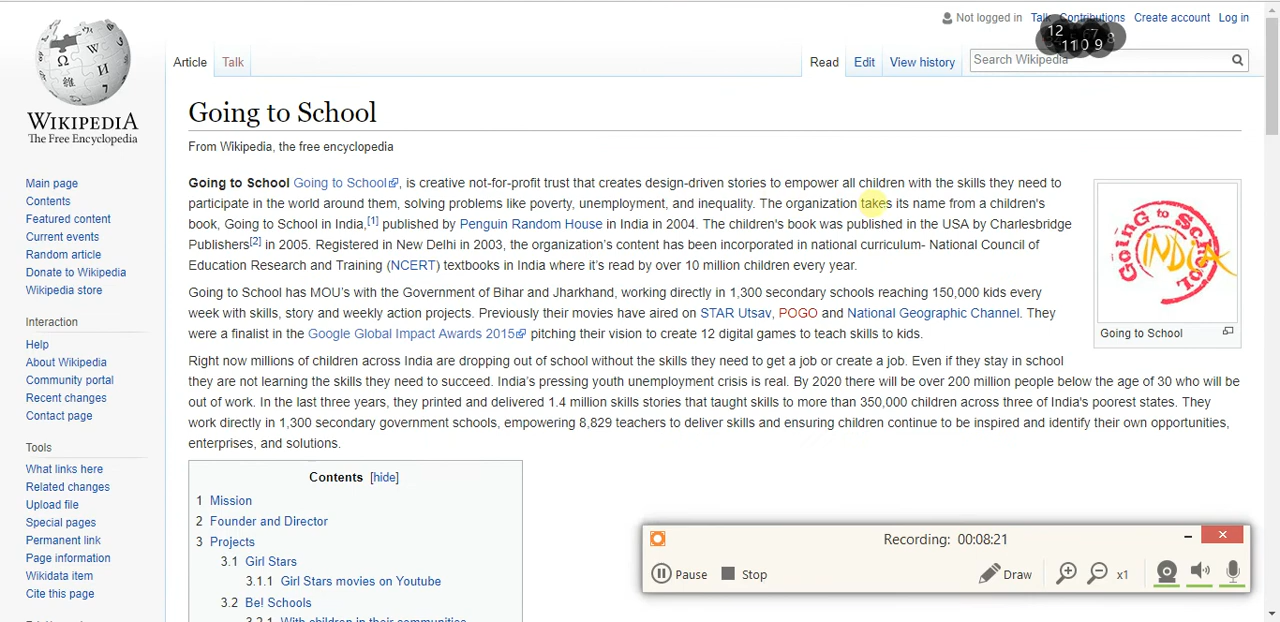 Not logged in Talk Contributions Create account Log in
12
11 0 9 8
Article Talk Read Edit View history Search Wikipedia
WIKIPEDIA
The Free Encyclopedia
Main page
Contents
Featured content
Current events
Random article
Donate to Wikipedia
Wikipedia store
Interaction
Help
About Wikipedia
Community portal
Recent changes
Contact page
Tools
What links here
Related changes
Upload file
Special pages
Permanent link
Page information
Wikidata item
Cite this page
Going to School
From Wikipedia, the free encyclopedia
Going to School Going to School, is creative not-for-profit trust that creates design-driven stories to empower all children with the skills they need to
participate in the world around them, solving problems like poverty, unemployment, and inequality. The organization takes its name from a children's
book, Going to School in India,[1] published by Penguin Random House in India in 2004. The children's book was published in the USA by Charlesbridge
Publishers[2] in 2005. Registered in New Delhi in the organization's content has been incorporated in national curriculum- National Council of
Education Research and Training (NCERT) textbooks in India where it's read by over 10 million children every year.
Going to School has MOU's with the Government of Bihar and Jharkhand, working directly in 1,300 secondary schools reaching 150,000 kids every
week with skills, story and weekly action projects. Previously their movies have aired on STAR Utsav, POGO and National Geographic Channel. They
were a finalist in the Google Global Impact Awards 2015 pitching their vision to create 12 digital games to teach skills to kids.
Right now millions of children across India are dropping out of school without the skills they need to get a job or create a job. Even if they stay in school
they are not learning the skills they need to succeed. India's pressing youth unemployment crisis is real. By 2020 there will be over 200 million people below the age of 30 who will be
out of work. In the last three years, they printed and delivered 1.4 million skills stories that taught skills to more than 350,000 children across three of India's poorest states. They
work directly in 1,300 secondary government schools, empowering 8,829 teachers to deliver skills and ensuring children continue to be inspired and identify their own opportunities,
enterprises, and solutions.
GOING TO SCHOOL
INDIA
Going to School
Contents [hide]
1 Mission
2 Founder and Director
3 Projects
3.1 Girl Stars
3.1.1 Girl Stars movies on Youtube
3.2 Be! Schools
3.2.1 With children in their communities
Recording: 00:08:21
Pause Stop Draw x1